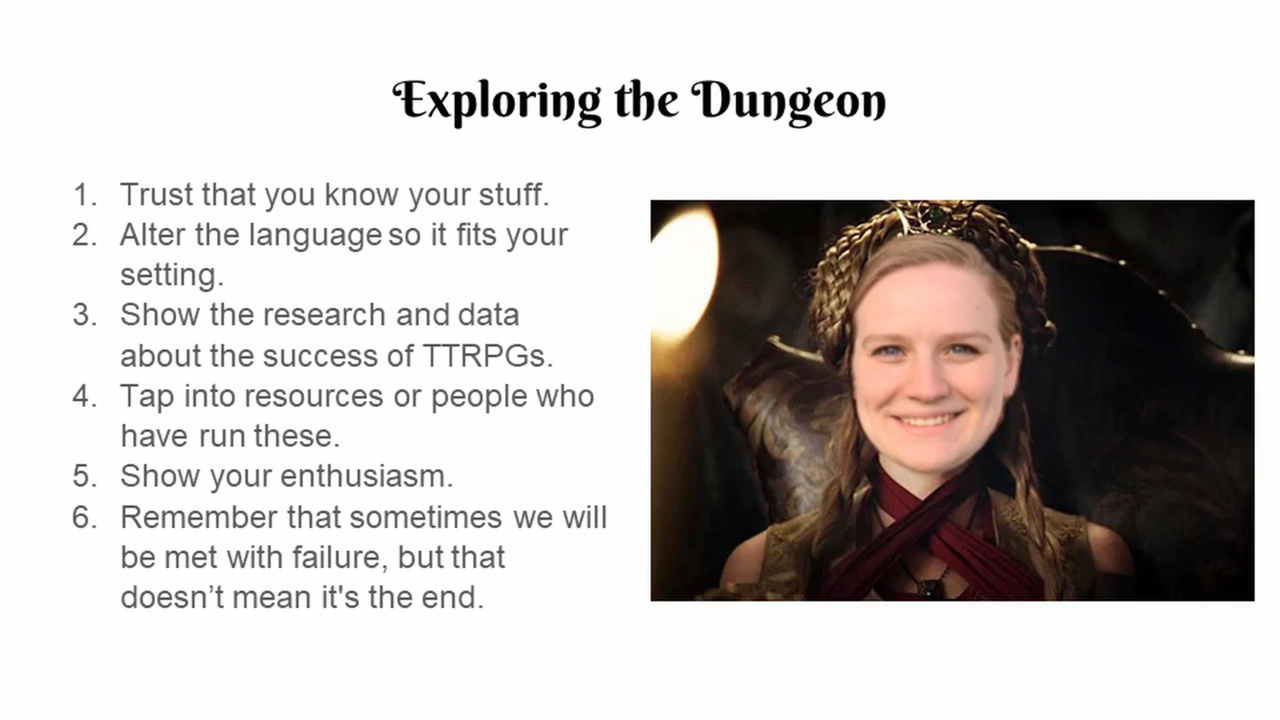 Exploring the Dungeon
1. Trust that you know your stuff.
2. Alter the language so it fits your
setting.
3. Show the research and data
about the success of TTRPGs.
4. Tap into resources or people who
have run these.
5. Show your enthusiasm.
6. Remember that sometimes we will
be met with failure, but that
doesn’t mean it's the end.